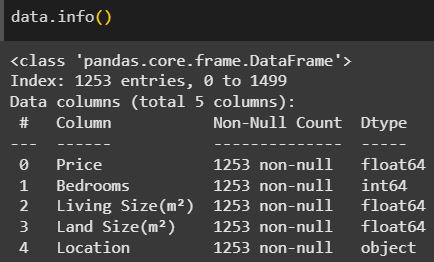 data.info()
<class 'pandas.core.frame.DataFrame'>
Index: 1253 entries, 0 to 1499
Data columns (total 5 columns):
 #   Column          Non-Null Count  Dtype
---  ------          --------------  -----
 0   Price           1253 non-null   float64
 1   Bedrooms        1253 non-null   int64
 2   Living Size(m²) 1253 non-null   float64
 3   Land Size(m²)   1253 non-null   float64
 4   Location        1253 non-null   object